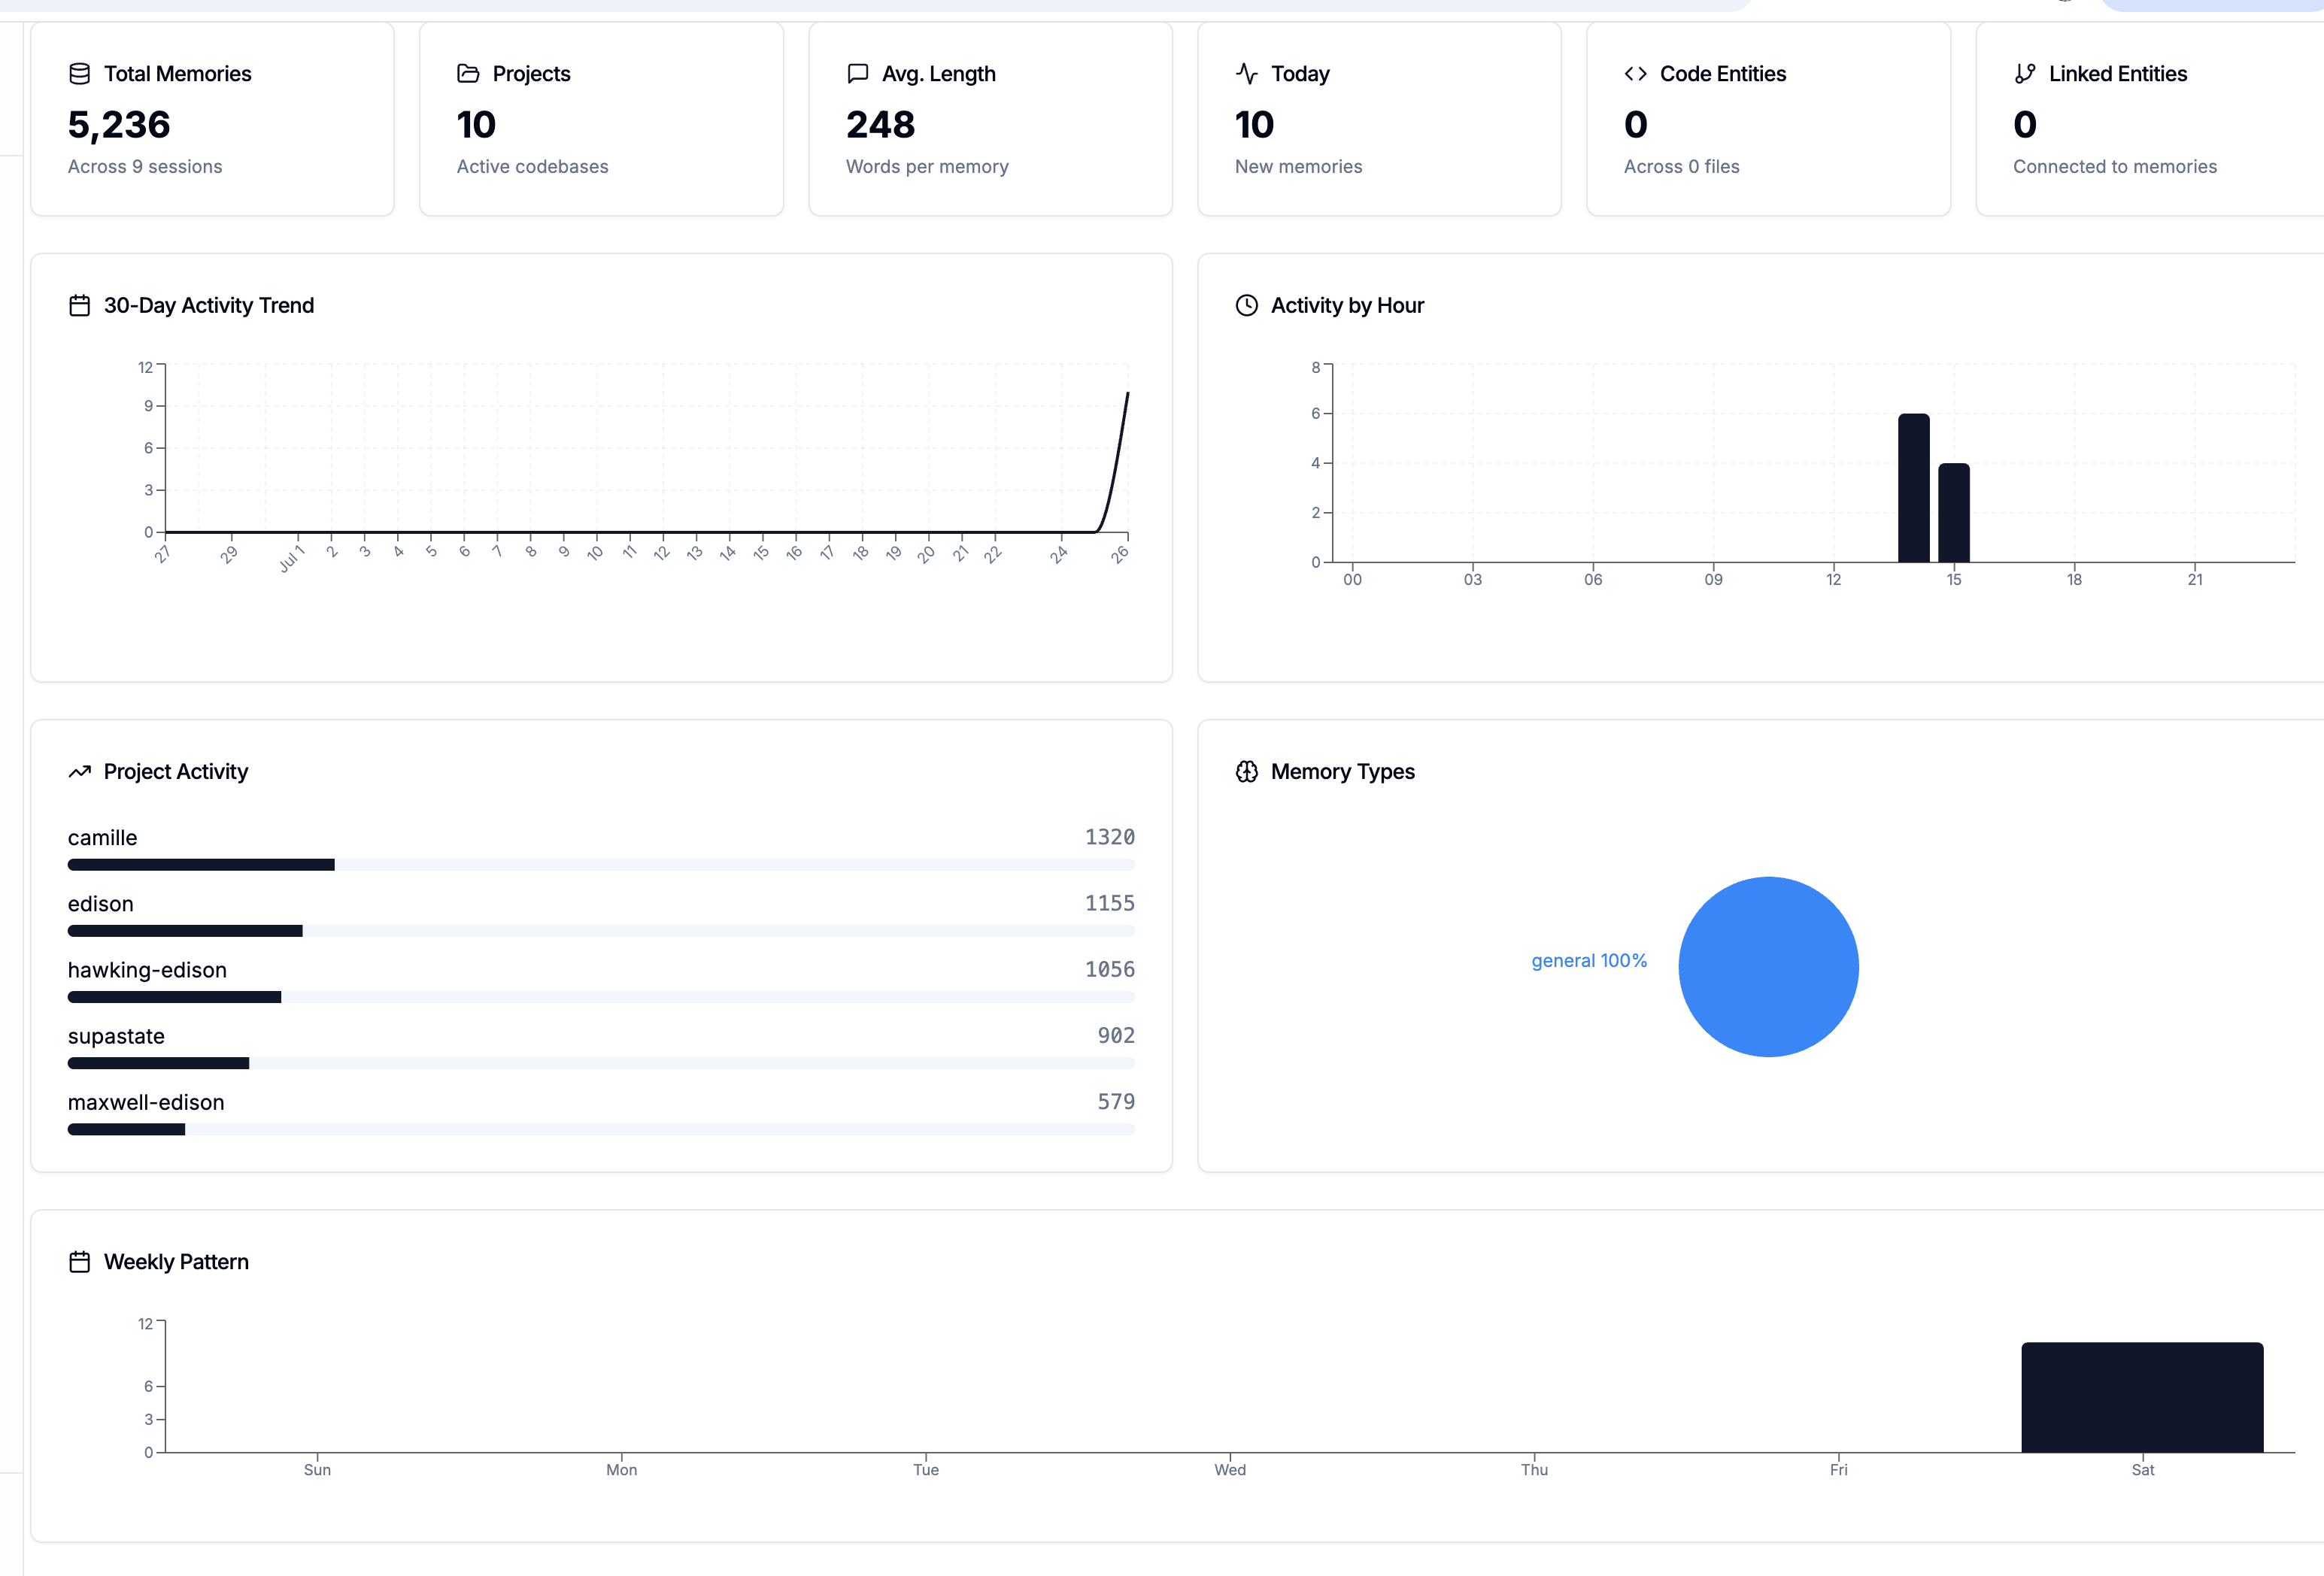 Total Memories
5,236
Across 9 sessions
Projects
10
Active codebases
Avg. Length
248
Words per memory
Today
10
New memories
Code Entities
0
Across 0 files
Linked Entities
0
Connected to memories
30-Day Activity Trend
12
9
6
3
0
27 29 Jul 1 2 3 4 5 6 7 8 9 10 11 12 13 14 15 16 17 18 19 20 21 22 24 26
Activity by Hour
8
6
4
2
0
00 03 06 09 12 15 18 21
Project Activity
camille 1320
edison 1155
hawking-edison 1056
supastate 902
maxwell-edison 579
Memory Types
general 100%
Weekly Pattern
12
6
3
0
Sun Mon Tue Wed Thu Fri Sat